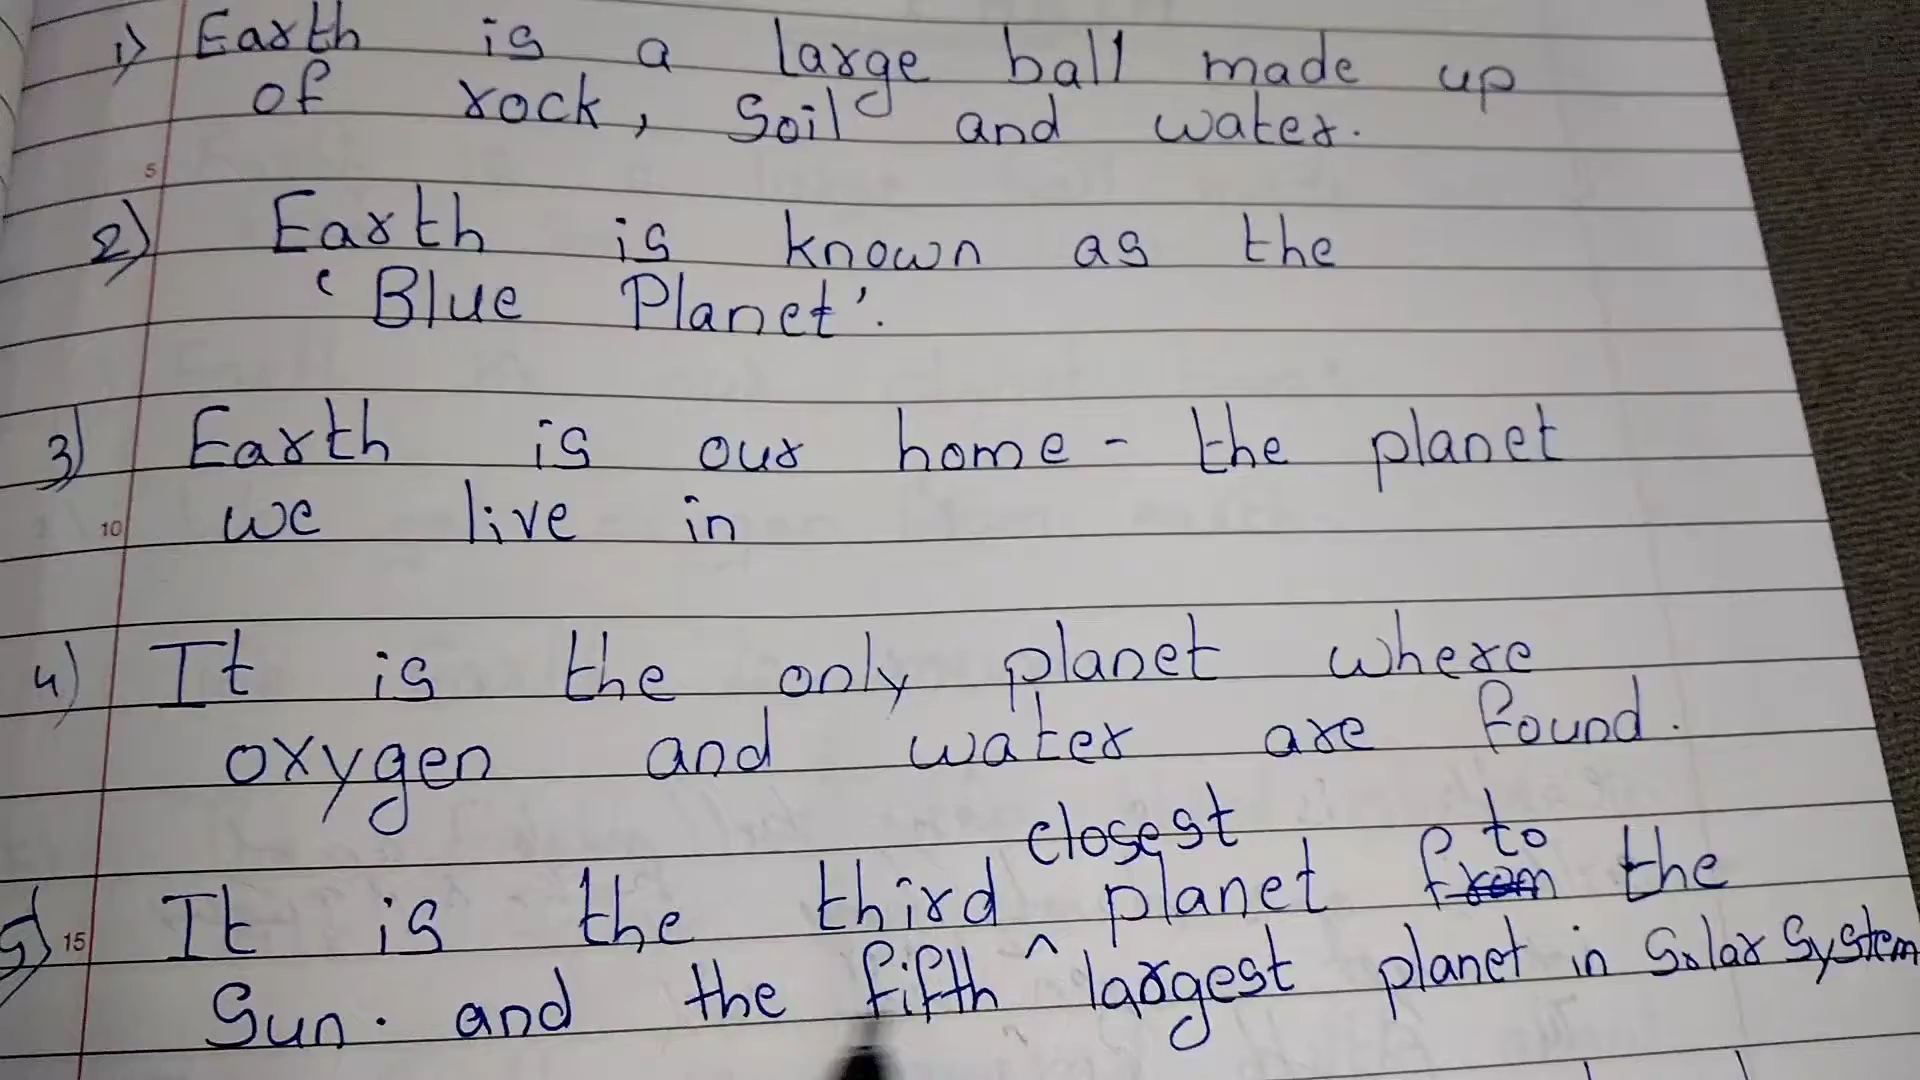 1) Earth is a large ball made up
of rock, Soil and water.
5
2) Earth is known as the
'Blue Planet'.
3) Earth is our home - the planet
we live in
10
4) It is the only planet where
oxygen and water are found.
closest to
5) 15 It is the third ^ planet from the
Sun. and the fifth largest planet in Solar System